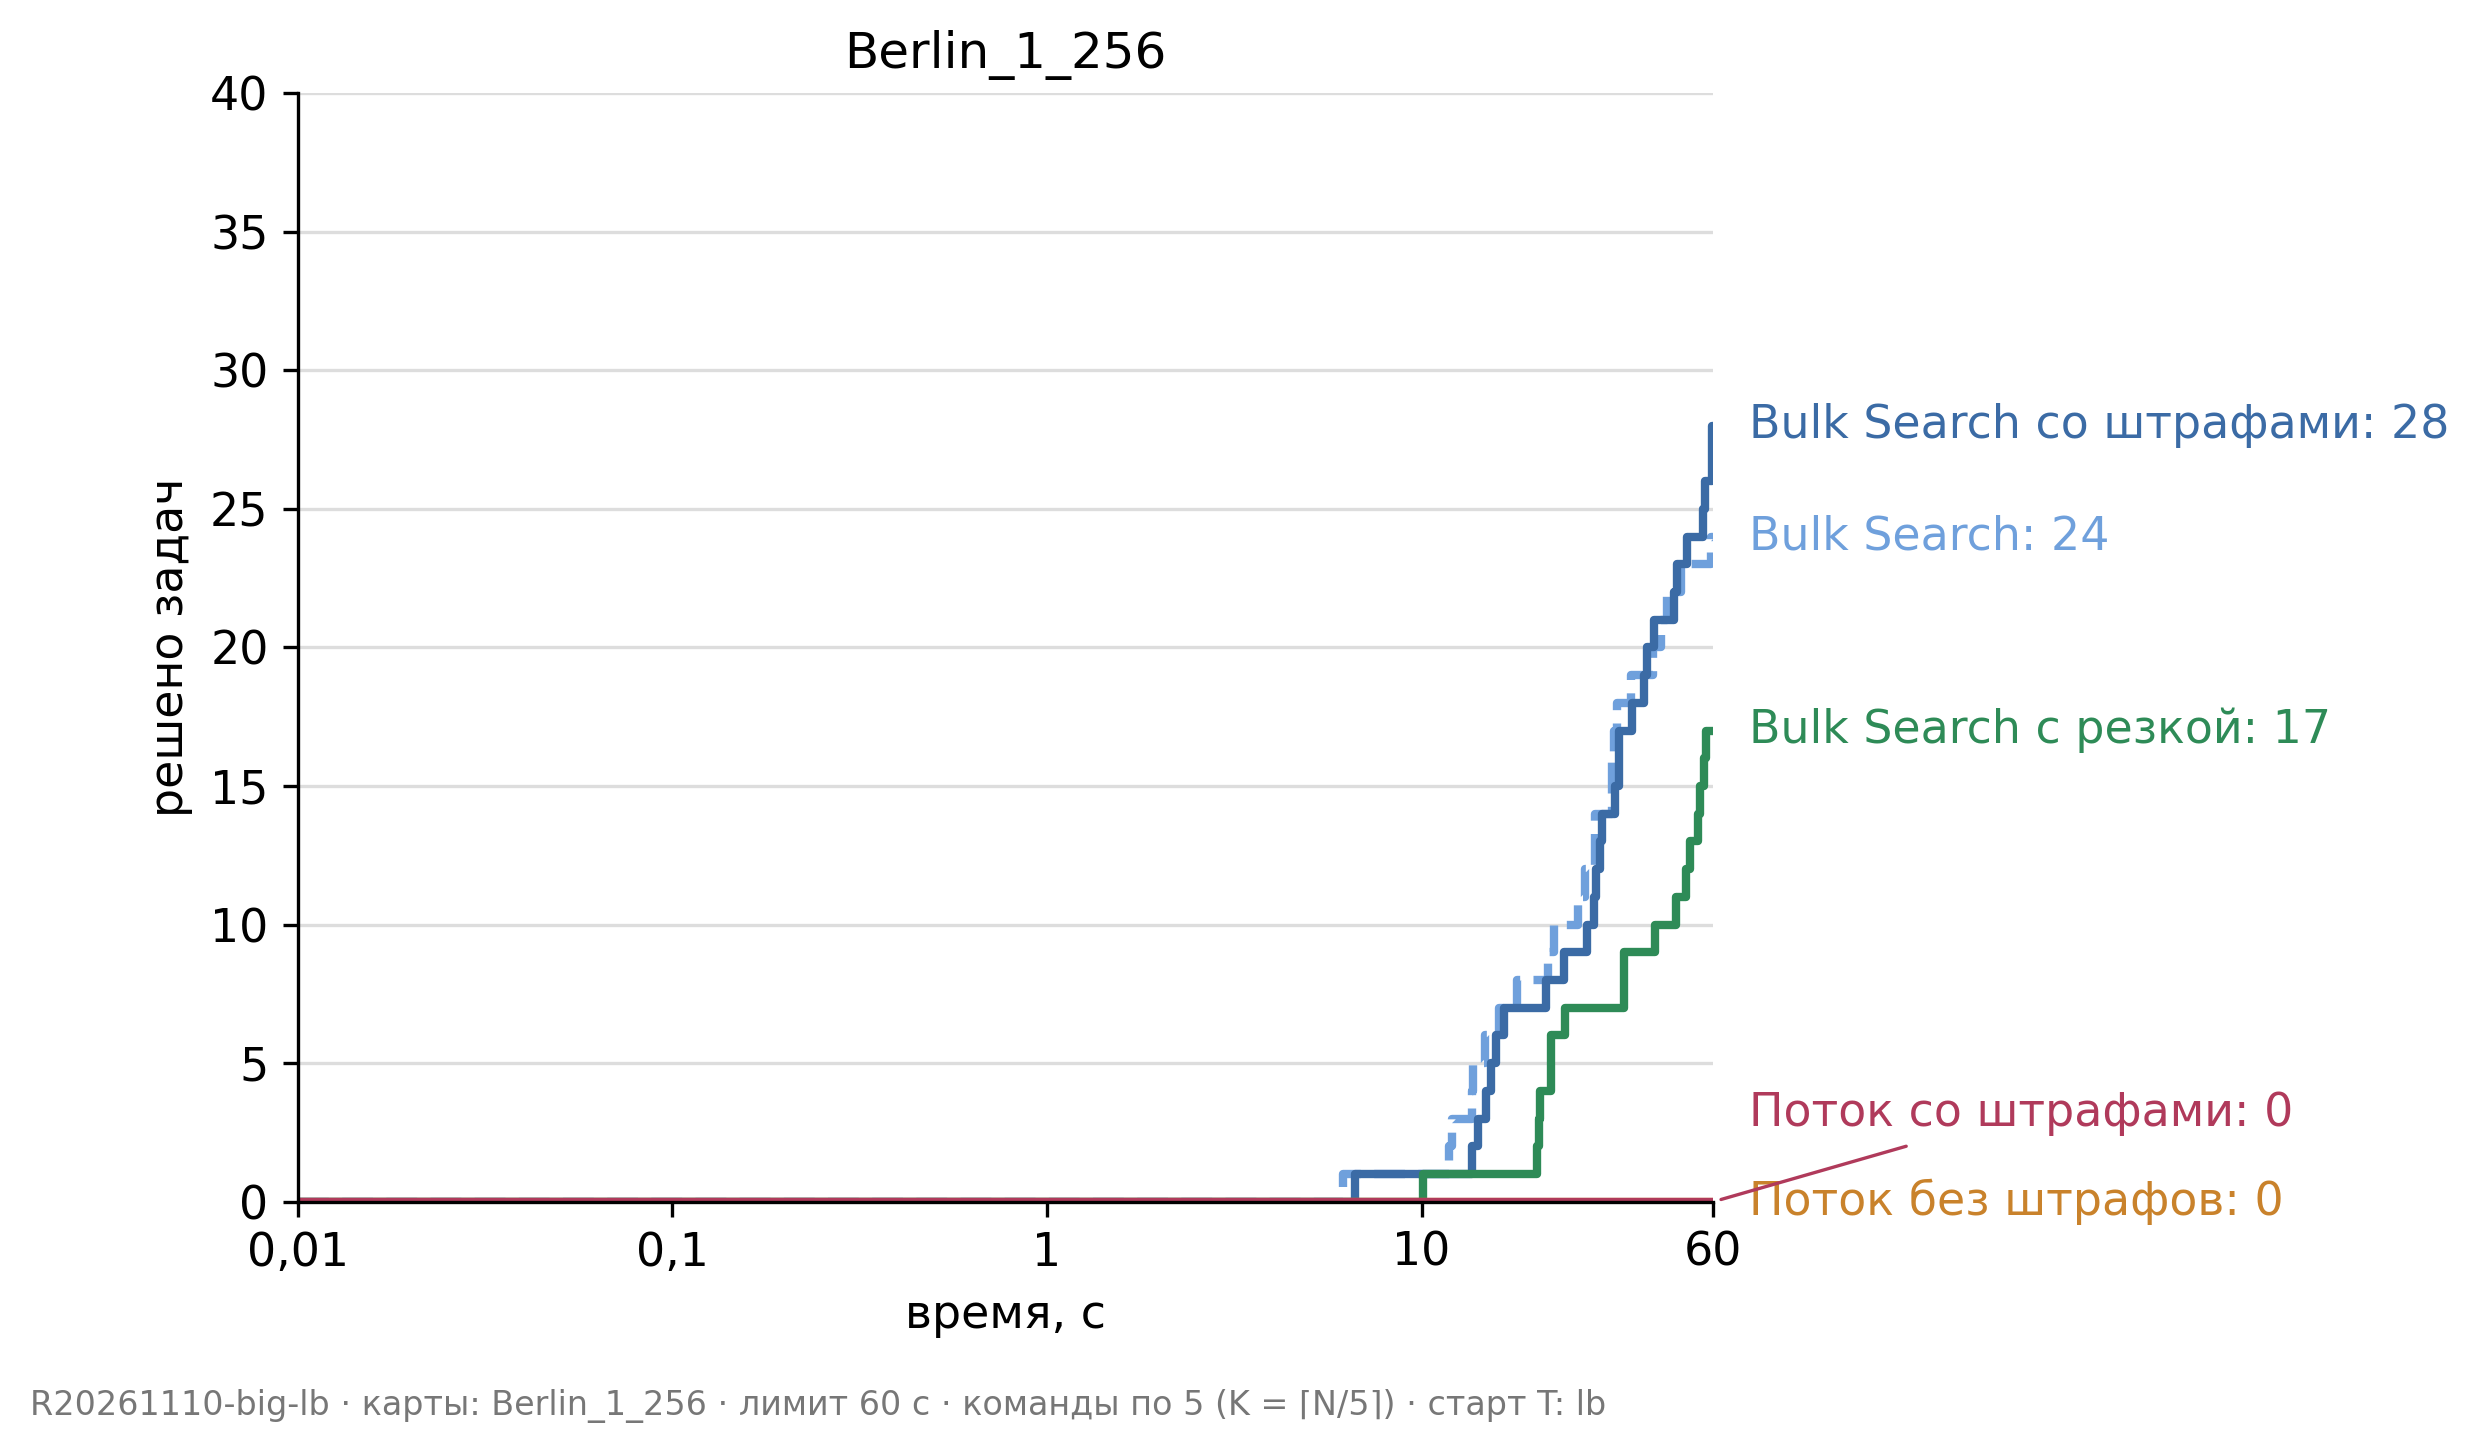 Berlin_1_256
40
35
30
25
20
15
10
5
0
решено задач
0,01
0,1
1
10
60
время, с
Bulk Search со штрафами: 28
Bulk Search: 24
Bulk Search с резкой: 17
Поток со штрафами: 0
Поток без штрафов: 0
R20261110-big-lb · карты: Berlin_1_256 · лимит 60 с · команды по 5 (K = ⌈N/5⌉) · старт T: lb